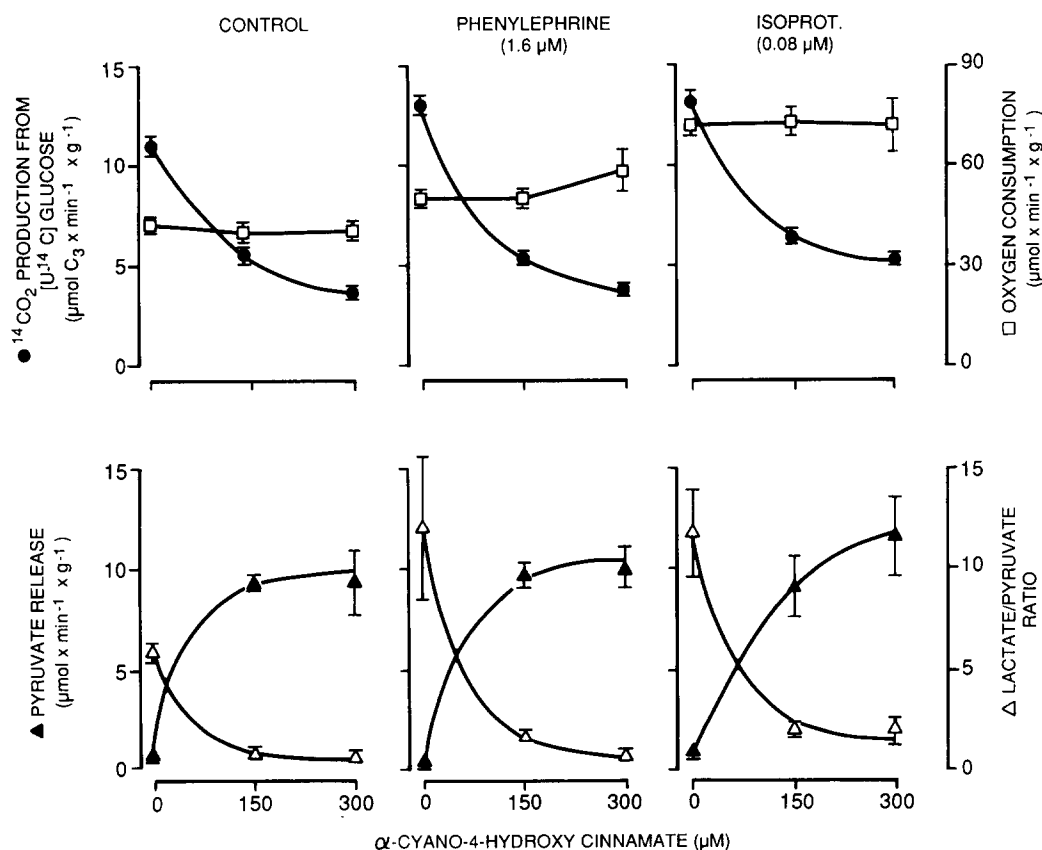 CONTROL
PHENYLEPHRINE
(1.6 µM)
ISOPROT.
(0.08 µM)
● ¹⁴CO₂ PRODUCTION FROM
[U-¹⁴ C] GLUCOSE
(µmol C₃ x min⁻¹ x g⁻¹)
15
10
5
0
90
60
30
0
□ OXYGEN CONSUMPTION
(µmol x min⁻¹ x g⁻¹)
▲ PYRUVATE RELEASE
(µmol x min⁻¹ x g⁻¹)
15
10
5
0
15
10
5
0
△ LACTATE/PYRUVATE
RATIO
0 150 300
0 150 300
0 150 300
α-CYANO-4-HYDROXY CINNAMATE (µM)